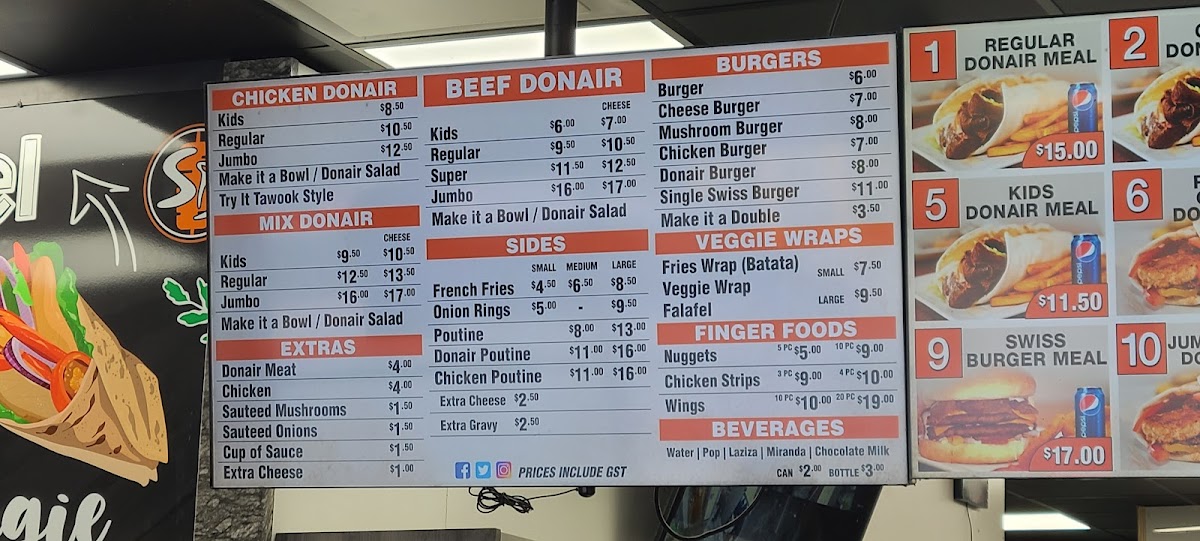 CHICKEN DONAIR
Kids $8.50
Regular $10.50
Jumbo $12.50
Make it a Bowl / Donair Salad
Try It Tawook Style
MIX DONAIR
CHEESE
Kids $9.50 $10.50
Regular $12.50 $13.50
Jumbo $16.00 $17.00
Make it a Bowl / Donair Salad
EXTRAS
Donair Meat $4.00
Chicken $4.00
Sauteed Mushrooms $1.50
Sauteed Onions $1.50
Cup of Sauce $1.50
Extra Cheese $1.00
BEEF DONAIR
CHEESE
Kids $6.00 $7.00
Regular $9.50 $10.50
Super $11.50 $12.50
Jumbo $16.00 $17.00
Make it a Bowl / Donair Salad
SIDES
SMALL MEDIUM LARGE
French Fries $4.50 $6.50 $8.50
Onion Rings $5.00 - $9.50
Poutine $8.00 $13.00
Donair Poutine $11.00 $16.00
Chicken Poutine $11.00 $16.00
Extra Cheese $2.50
Extra Gravy $2.50
PRICES INCLUDE GST
BURGERS
Burger $6.00
Cheese Burger $7.00
Mushroom Burger $8.00
Chicken Burger $7.00
Donair Burger $8.00
Single Swiss Burger $11.00
Make it a Double $3.50
VEGGIE WRAPS
Fries Wrap (Batata) SMALL $7.50
Veggie Wrap
Falafel LARGE $9.50
FINGER FOODS
Nuggets 5 PC $5.00 10 PC $9.00
Chicken Strips 3 PC $9.00 4 PC $10.00
Wings 10 PC $10.00 20 PC $19.00
BEVERAGES
Water | Pop | Laziza | Miranda | Chocolate Milk
CAN $2.00 BOTTLE $3.00
1 REGULAR
DONAIR MEAL
pepsi
$15.00
2
5 KIDS
DONAIR MEAL
pepsi
$11.50
6
9 SWISS
BURGER MEAL
pepsi
$17.00
10